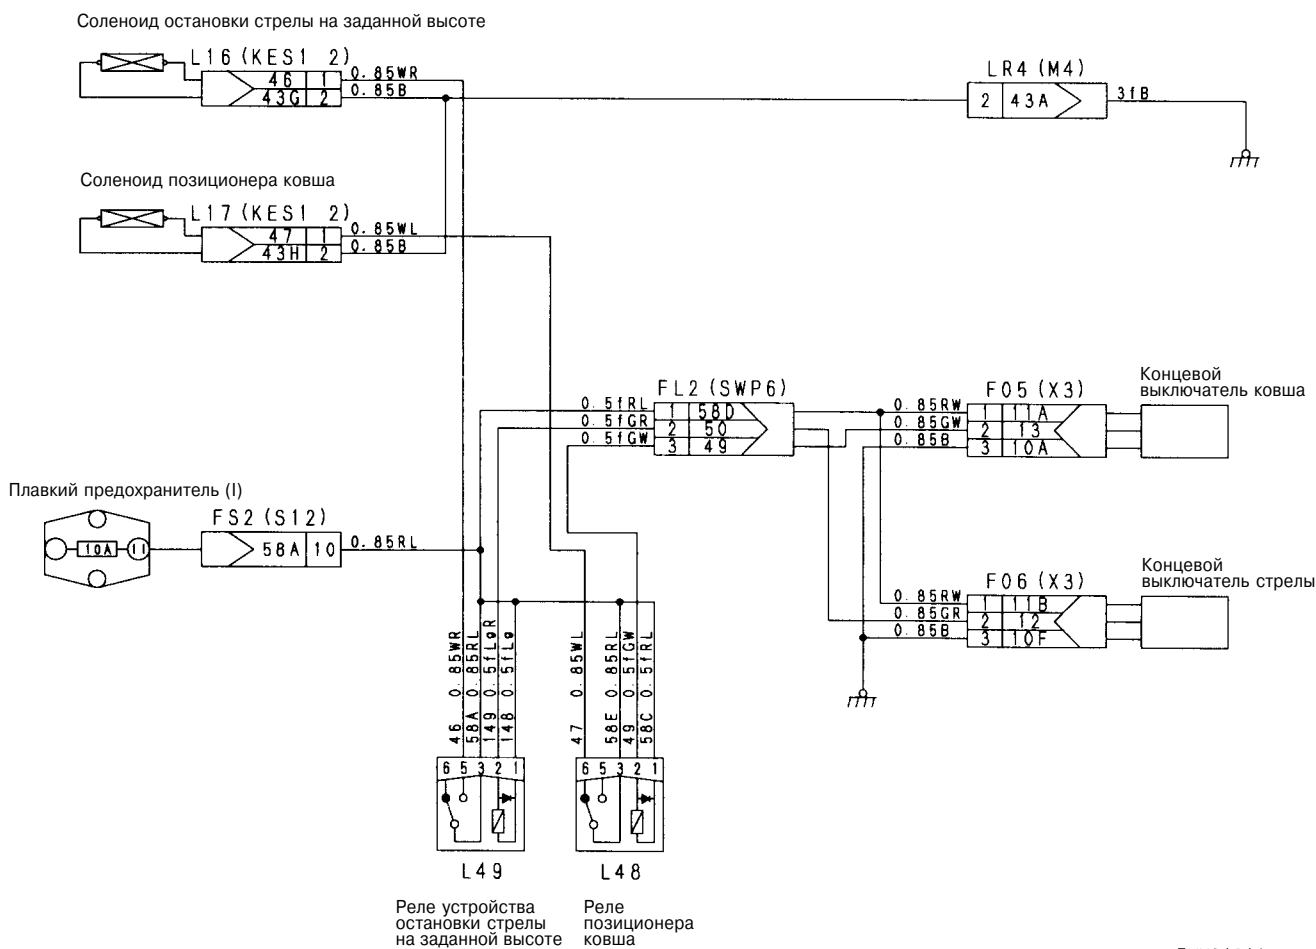 Соленоид остановки стрелы на заданной высоте
L16 (KES1 2)
46 1 0.85WR
43G 2 0.85B
LR4 (M4)
2 43A 3fB
Соленоид позиционера ковша
L17 (KES1 2)
47 1 0.85WL
43H 2 0.85B
FL2 (SWP6)
0.5fRL 1 58D
0.5fGR 2 50
0.5fGW 3 49
F05 (X3)
0.85RW 1 11A
0.85GW 2 13
0.85B 3 10A
Концевой
выключатель ковша
Плавкий предохранитель (I)
10A 11
FS2 (S12)
58A 10 0.85RL
F06 (X3)
0.85RW 1 11B
0.85GR 2 12
0.85B 3 10F
Концевой
выключатель стрелы
46 0.85WR
58A 0.85RL
149 0.5fLgR
148 0.5fLg
47 0.85WL
58E 0.85RL
49 0.5fGW
58C 0.5fRL
6 5 3 2 1
6 5 3 2 1
L49
L48
Реле устройства
остановки стрелы
на заданной высоте
Реле
позиционера
ковша